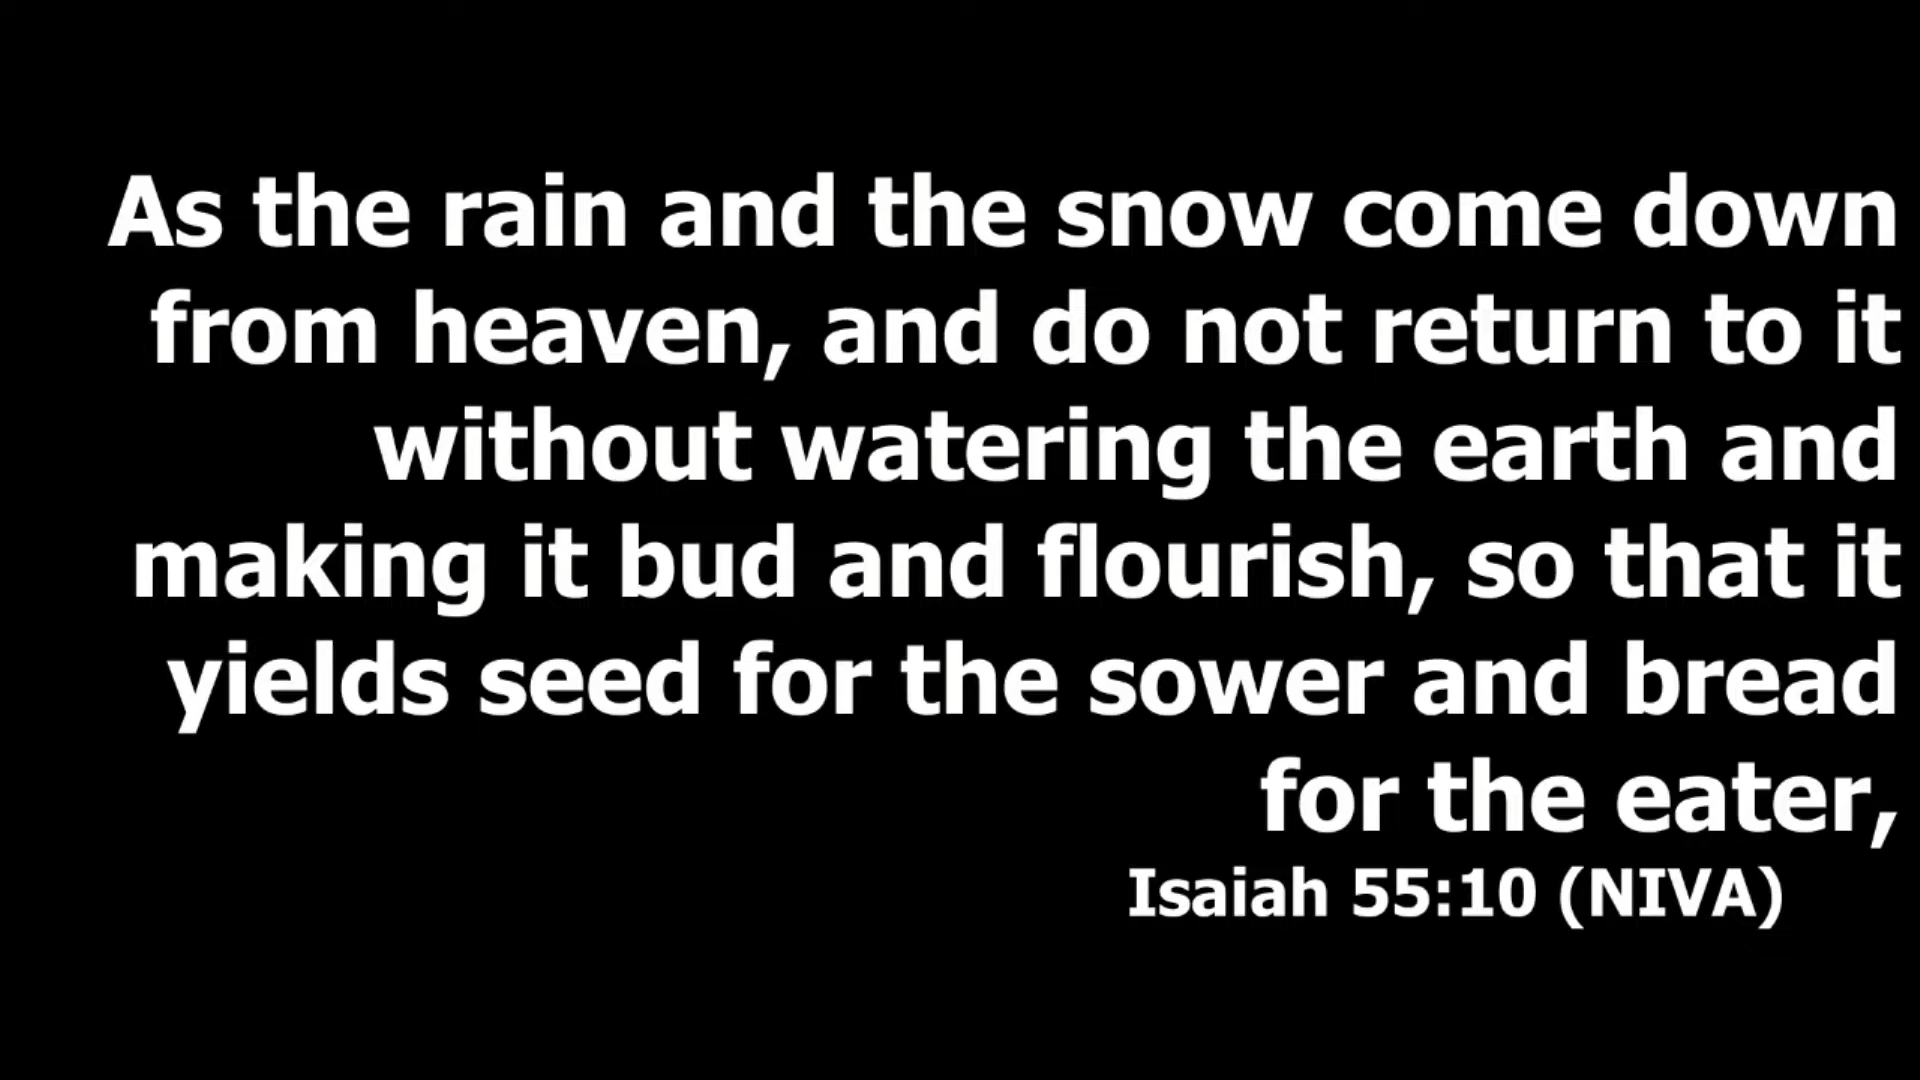 As the rain and the snow come down
from heaven, and do not return to it
without watering the earth and
making it bud and flourish, so that it
yields seed for the sower and bread
for the eater,
Isaiah 55:10 (NIVA)